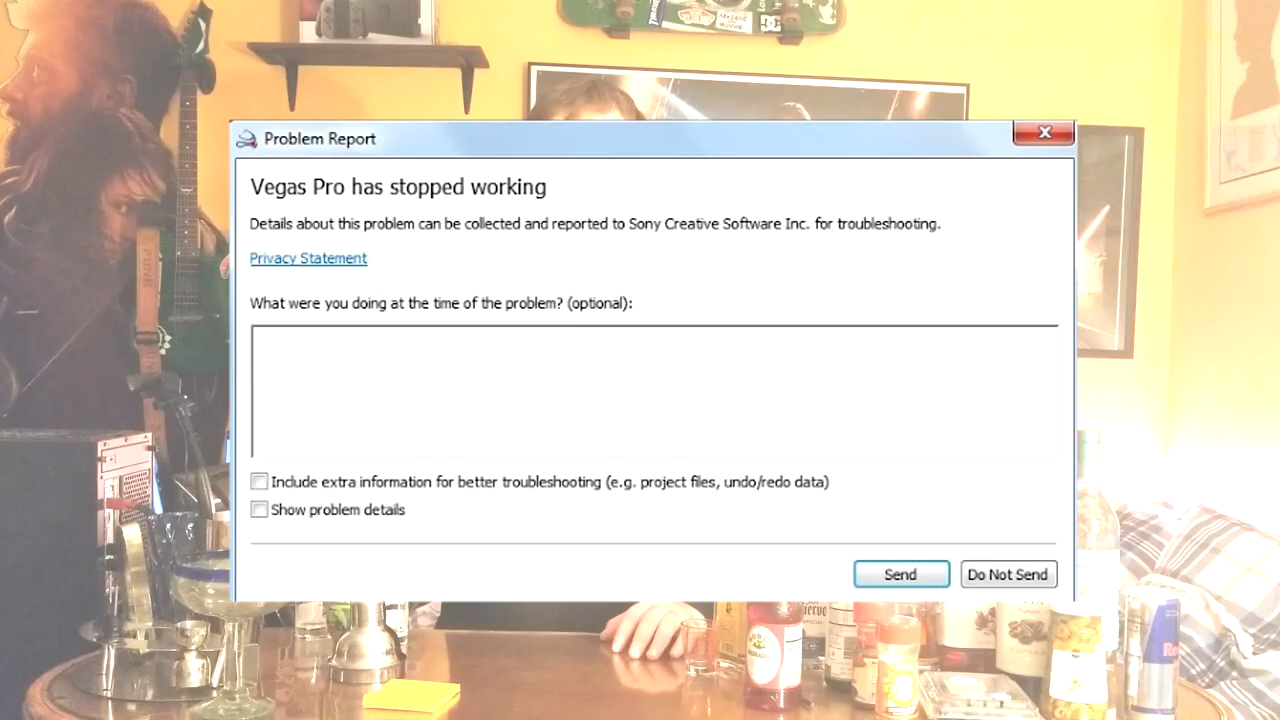 Problem Report
Vegas Pro has stopped working
Details about this problem can be collected and reported to Sony Creative Software Inc. for troubleshooting.
Privacy Statement
What were you doing at the time of the problem? (optional):
Include extra information for better troubleshooting (e.g. project files, undo/redo data)
Show problem details
Send
Do Not Send
PUNK